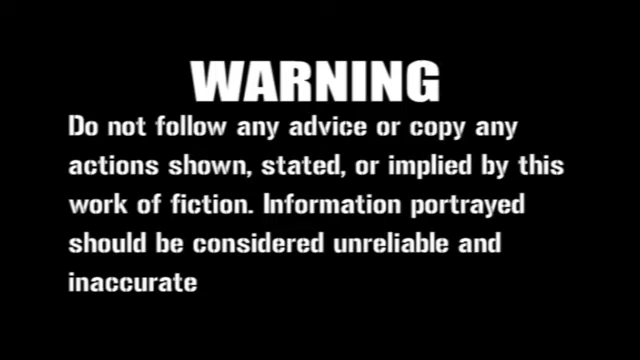 WARNING
Do not follow any advice or copy any
actions shown, stated, or implied by this
work of fiction. Information portrayed
should be considered unreliable and
inaccurate